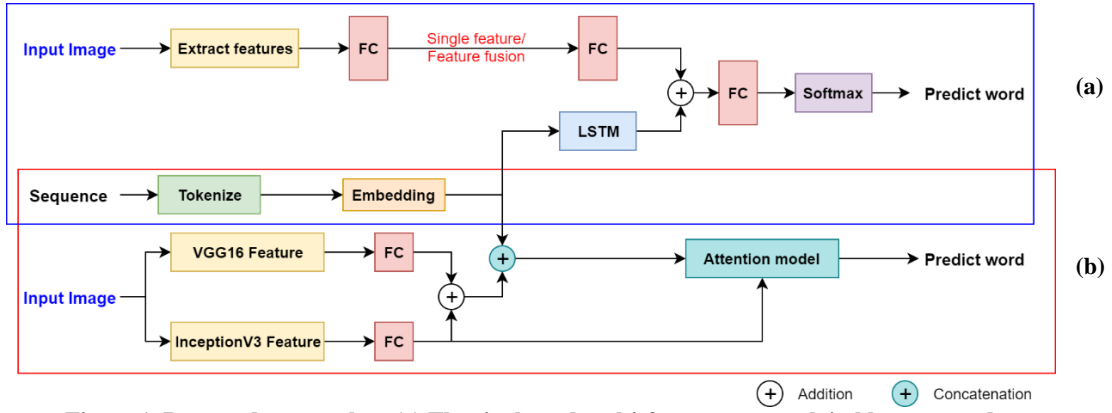 Input Image
Extract features
FC
Single feature/
Feature fusion
FC
+
FC
Softmax
Predict word
(a)
LSTM
Sequence
Tokenize
Embedding
VGG16 Feature
FC
+
Attention model
Predict word
(b)
Input Image
+
InceptionV3 Feature
FC
+ Addition
+ Concatenation